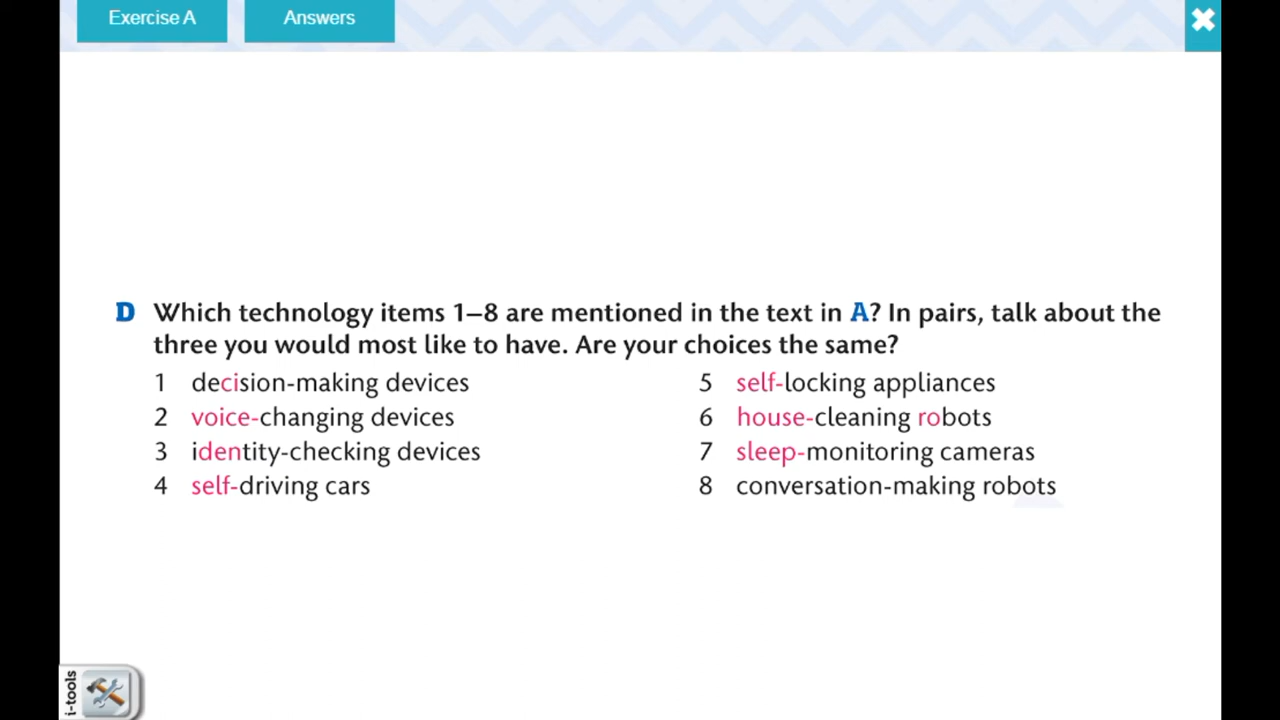 Exercise A
Answers
D Which technology items 1–8 are mentioned in the text in A? In pairs, talk about the
three you would most like to have. Are your choices the same?
1 decision-making devices
2 voice-changing devices
3 identity-checking devices
4 self-driving cars
5 self-locking appliances
6 house-cleaning robots
7 sleep-monitoring cameras
8 conversation-making robots
i-tools